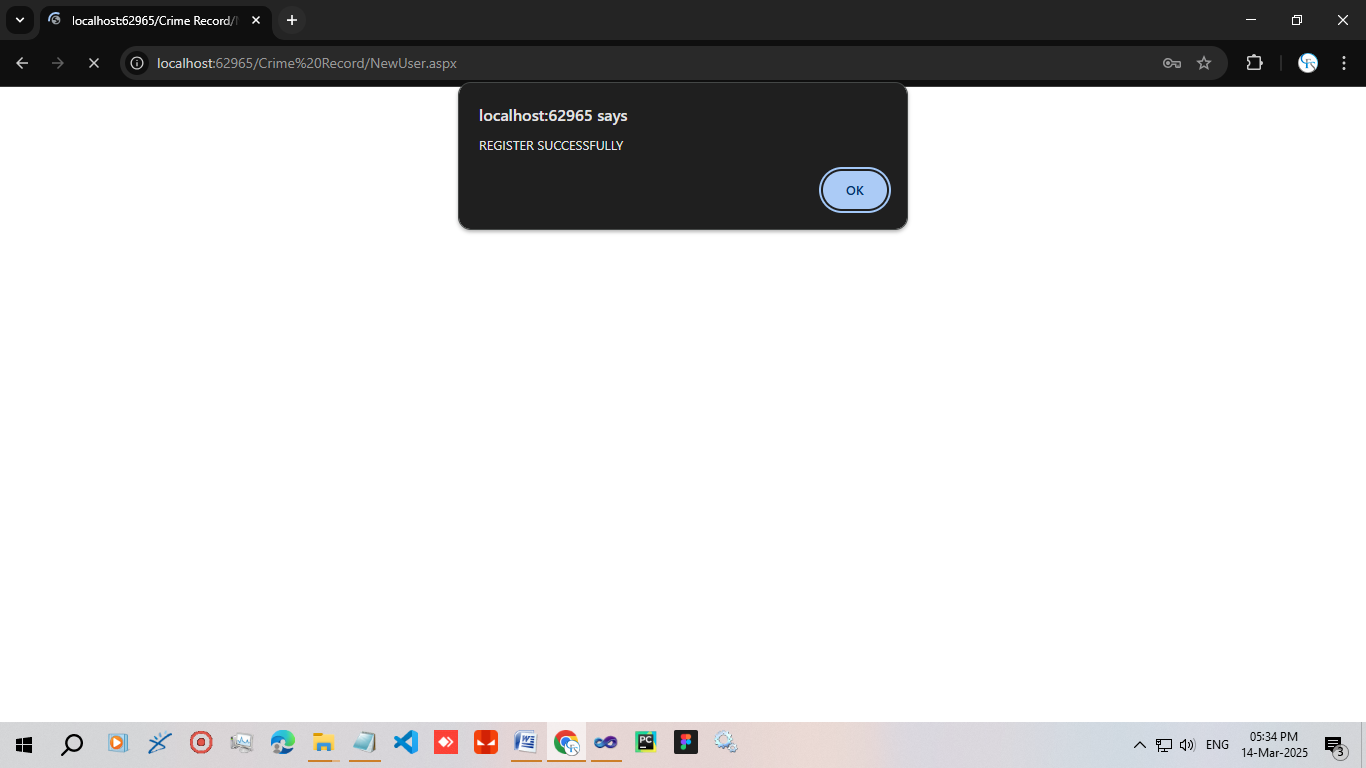 localhost:62965/Crime Record/
localhost:62965/Crime%20Record/NewUser.aspx
localhost:62965 says
REGISTER SUCCESSFULLY
OK
PC
ENG
05:34 PM
14-Mar-2025
3